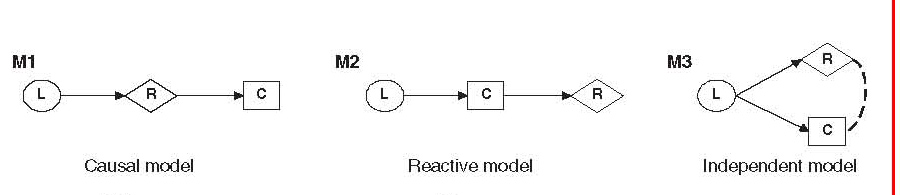 M1
L
R
C
Causal model
M2
L
C
R
Reactive model
M3
L
R
C
Independent model